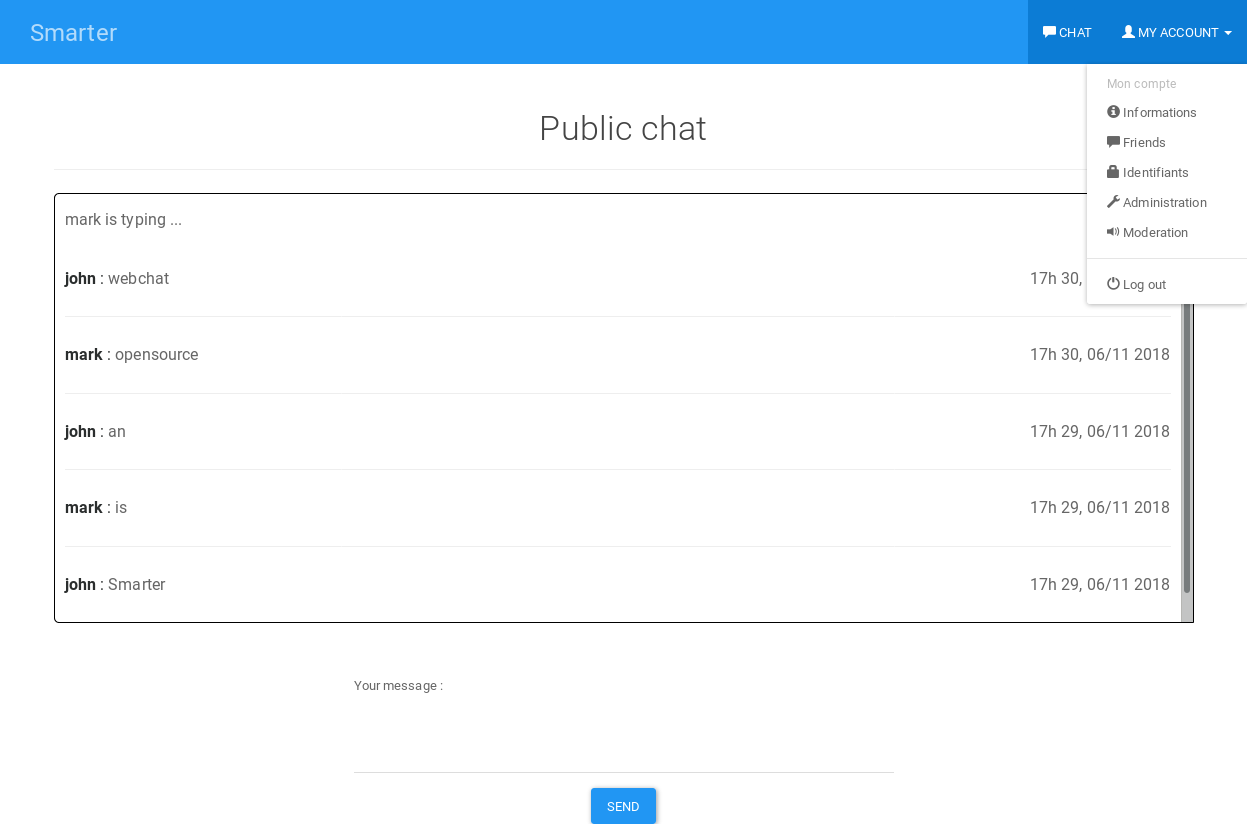 Smarter
CHAT
MY ACCOUNT
Mon compte
Informations
Friends
Identifiants
Administration
Moderation
Log out
Public chat
mark is typing ...
john : webchat 17h 30,
mark : opensource 17h 30, 06/11 2018
john : an 17h 29, 06/11 2018
mark : is 17h 29, 06/11 2018
john : Smarter 17h 29, 06/11 2018
Your message :
SEND